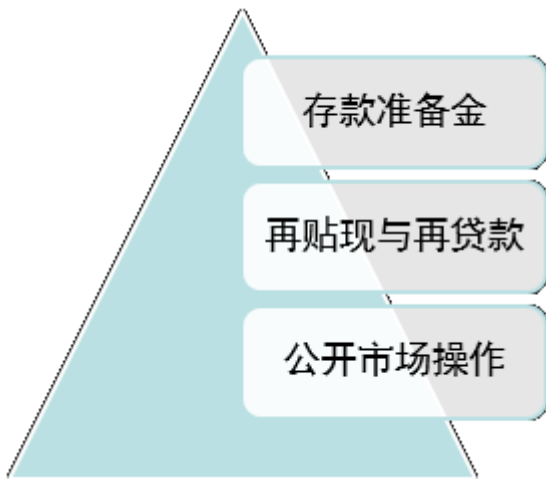 存款准备金
再贴现与再贷款
公开市场操作